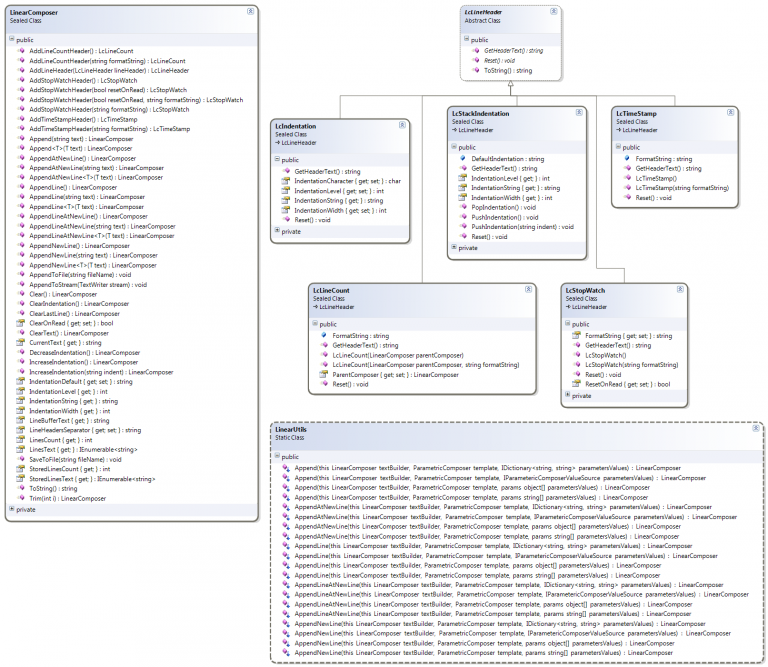 LinearComposer
Sealed Class
public
AddLineCountHeader() : LcLineCount
AddLineCountHeader(string formatString) : LcLineCount
AddLineHeader(LcLineHeader lineHeader) : LcLineHeader
AddStopWatchHeader() : LcStopWatch
AddStopWatchHeader(bool resetOnRead) : LcStopWatch
AddStopWatchHeader(bool resetOnRead, string formatString) : LcStopWatch
AddStopWatchHeader(string formatString) : LcStopWatch
AddTimeStampHeader() : LcTimeStamp
AddTimeStampHeader(string formatString) : LcTimeStamp
Append(string text) : LinearComposer
Append<T>(T text) : LinearComposer
AppendAtNewLine() : LinearComposer
AppendAtNewLine(string text) : LinearComposer
AppendAtNewLine<T>(T text) : LinearComposer
AppendLine() : LinearComposer
AppendLine(string text) : LinearComposer
AppendLine<T>(T text) : LinearComposer
AppendLineAtNewLine() : LinearComposer
AppendLineAtNewLine(string text) : LinearComposer
AppendLineAtNewLine<T>(T text) : LinearComposer
AppendNewLine() : LinearComposer
AppendNewLine(string text) : LinearComposer
AppendNewLine<T>(T text) : LinearComposer
AppendToFile(string fileName) : void
AppendToStream(TextWriter stream) : void
Clear() : LinearComposer
ClearIndentation() : LinearComposer
ClearLastLine() : LinearComposer
ClearOnRead { get; set; } : bool
ClearText() : LinearComposer
CurrentText { get; } : string
DecreaseIndentation() : LinearComposer
IncreaseIndentation() : LinearComposer
IncreaseIndentation(string indent) : LinearComposer
IndentationDefault { get; set; } : string
IndentationLevel { get; } : int
IndentationString { get; } : string
IndentationWidth { get; } : int
LineBufferText { get; } : string
LineHeadersSeparator { get; set; } : string
LinesCount { get; } : int
LinesText { get; } : IEnumerable<string>
SaveToFile(string fileName) : void
StoredLinesCount { get; } : int
StoredLinesText { get; } : IEnumerable<string>
ToString() : string
Trim(int i) : LinearComposer
private
LcLineHeader
Abstract Class
public
GetHeaderText() : string
Reset() : void
ToString() : string
LcIndentation
Sealed Class
LcLineHeader
public
GetHeaderText() : string
IndentationCharacter { get; set; } : char
IndentationLevel { get; set; } : int
IndentationString { get; } : string
IndentationWidth { get; set; } : int
Reset() : void
private
LcStackIndentation
Sealed Class
LcLineHeader
public
DefaultIndentation : string
GetHeaderText() : string
IndentationLevel { get; } : int
IndentationString { get; } : string
IndentationWidth { get; } : int
PopIndentation() : void
PushIndentation() : void
PushIndentation(string indent) : void
Reset() : void
private
LcTimeStamp
Sealed Class
LcLineHeader
public
FormatString : string
GetHeaderText() : string
LcTimeStamp()
LcTimeStamp(string formatString)
Reset() : void
LcLineCount
Sealed Class
LcLineHeader
public
FormatString : string
GetHeaderText() : string
LcLineCount(LinearComposer parentComposer)
LcLineCount(LinearComposer parentComposer, string formatString)
ParentComposer { get; set; } : LinearComposer
Reset() : void
LcStopWatch
Sealed Class
LcLineHeader
public
FormatString { get; set; } : string
GetHeaderText() : string
LcStopWatch()
LcStopWatch(string formatString)
Reset() : void
ResetOnRead { get; set; } : bool
private
LinearUtils
Static Class
public
Append(this LinearComposer textBuilder, ParametricComposer template, IDictionary<string, string> parametersValues) : LinearComposer
Append(this LinearComposer textBuilder, ParametricComposer template, IParametricComposerValueSource parametersValues) : LinearComposer
Append(this LinearComposer textBuilder, ParametricComposer template, params object[] parametersValues) : LinearComposer
Append(this LinearComposer textBuilder, ParametricComposer template, params string[] parametersValues) : LinearComposer
AppendAtNewLine(this LinearComposer textBuilder, ParametricComposer template, IDictionary<string, string> parametersValues) : LinearComposer
AppendAtNewLine(this LinearComposer textBuilder, ParametricComposer template, IParametricComposerValueSource parametersValues) : LinearComposer
AppendAtNewLine(this LinearComposer textBuilder, ParametricComposer template, params object[] parametersValues) : LinearComposer
AppendAtNewLine(this LinearComposer textBuilder, ParametricComposer template, params string[] parametersValues) : LinearComposer
AppendLine(this LinearComposer textBuilder, ParametricComposer template, IDictionary<string, string> parametersValues) : LinearComposer
AppendLine(this LinearComposer textBuilder, ParametricComposer template, IParametricComposerValueSource parametersValues) : LinearComposer
AppendLine(this LinearComposer textBuilder, ParametricComposer template, params object[] parametersValues) : LinearComposer
AppendLine(this LinearComposer textBuilder, ParametricComposer template, params string[] parametersValues) : LinearComposer
AppendLineAtNewLine(this LinearComposer textBuilder, ParametricComposer template, IDictionary<string, string> parametersValues) : LinearComposer
AppendLineAtNewLine(this LinearComposer textBuilder, ParametricComposer template, IParametricComposerValueSource parametersValues) : LinearComposer
AppendLineAtNewLine(this LinearComposer textBuilder, ParametricComposer template, params object[] parametersValues) : LinearComposer
AppendLineAtNewLine(this LinearComposer textBuilder, ParametricComposer template, params string[] parametersValues) : LinearComposer
AppendNewLine(this LinearComposer textBuilder, ParametricComposer template, IDictionary<string, string> parametersValues) : LinearComposer
AppendNewLine(this LinearComposer textBuilder, ParametricComposer template, IParametricComposerValueSource parametersValues) : LinearComposer
AppendNewLine(this LinearComposer textBuilder, ParametricComposer template, params object[] parametersValues) : LinearComposer
AppendNewLine(this LinearComposer textBuilder, ParametricComposer template, params string[] parametersValues) : LinearComposer